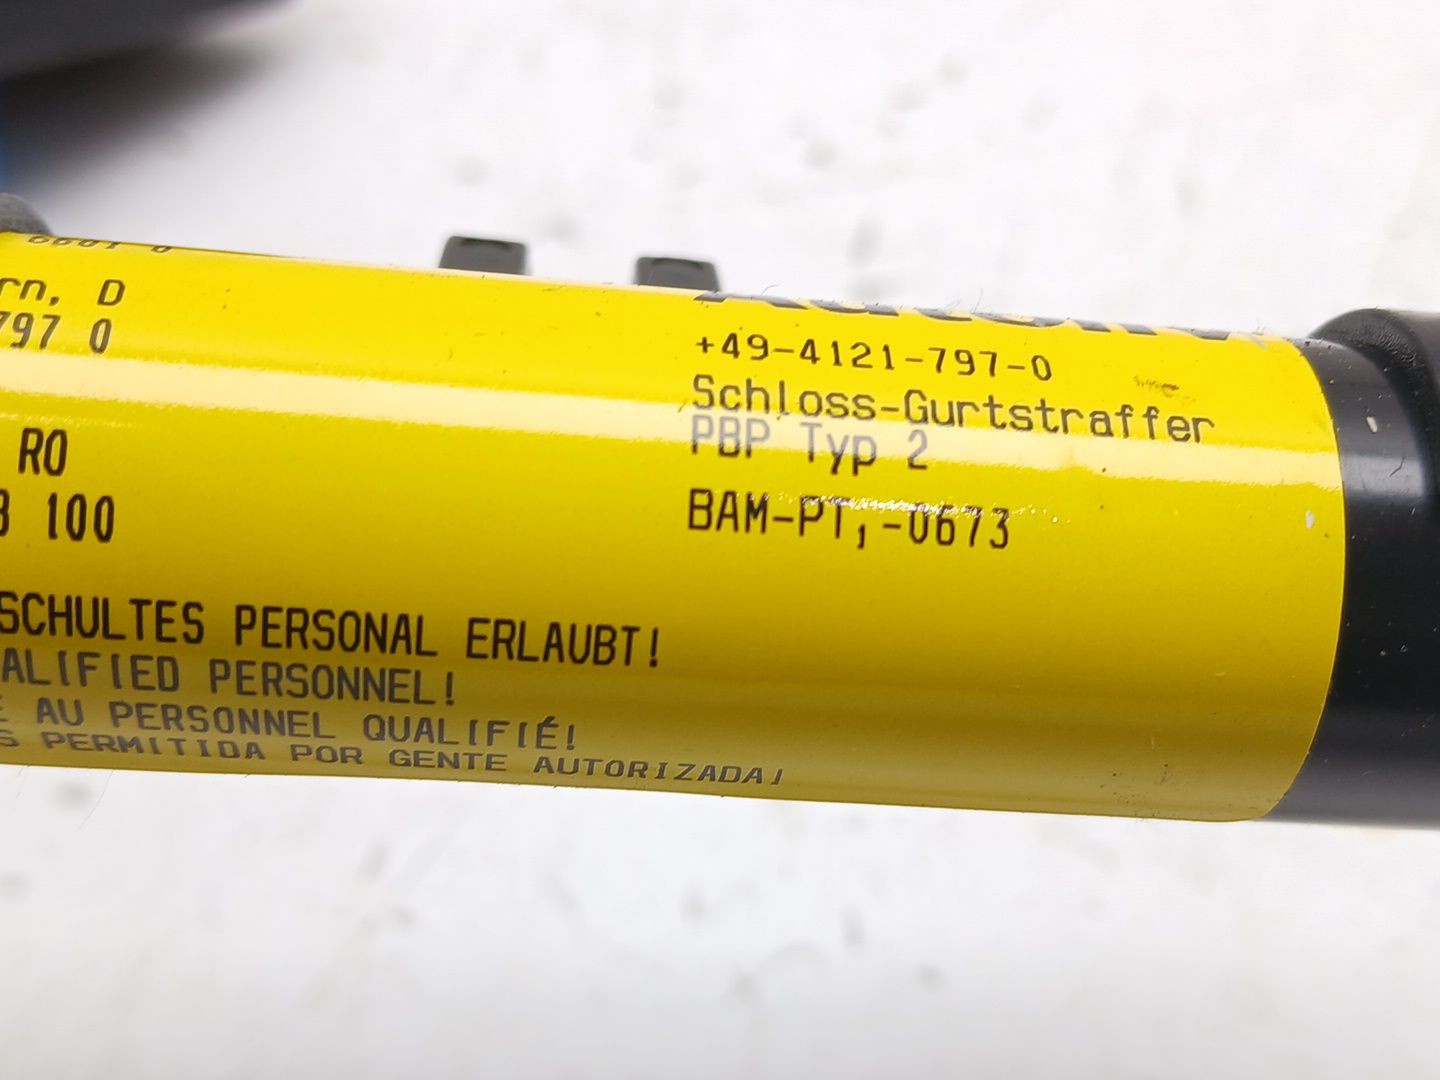 rn, D
797 0
RO
100
SCHULTES PERSONAL ERLAUBT!
ALIFIED PERSONNEL!
AU PERSONNEL QUALIFIÉ!
S PERMITIDA POR GENTE AUTORIZADA!
+49-4121-797-0
Schloss-Gurtstraffer
PBP Typ 2
BAM-PT,-0673